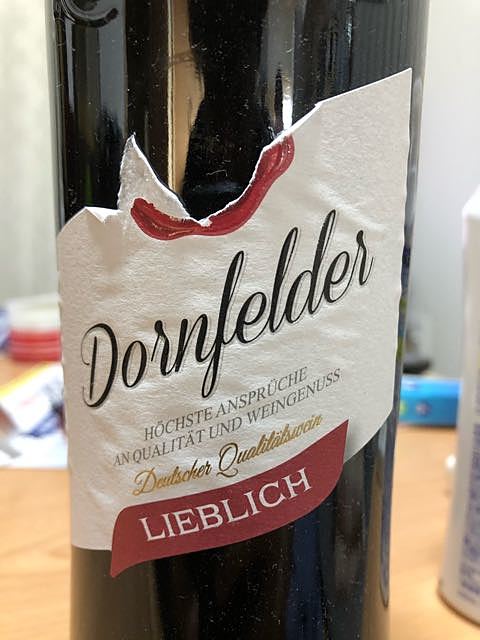 Dornfelder
HÖCHSTE ANSPRÜCHE
AN QUALITÄT UND WEINGENUSS
Deutscher Qualitätswein
LIEBLICH